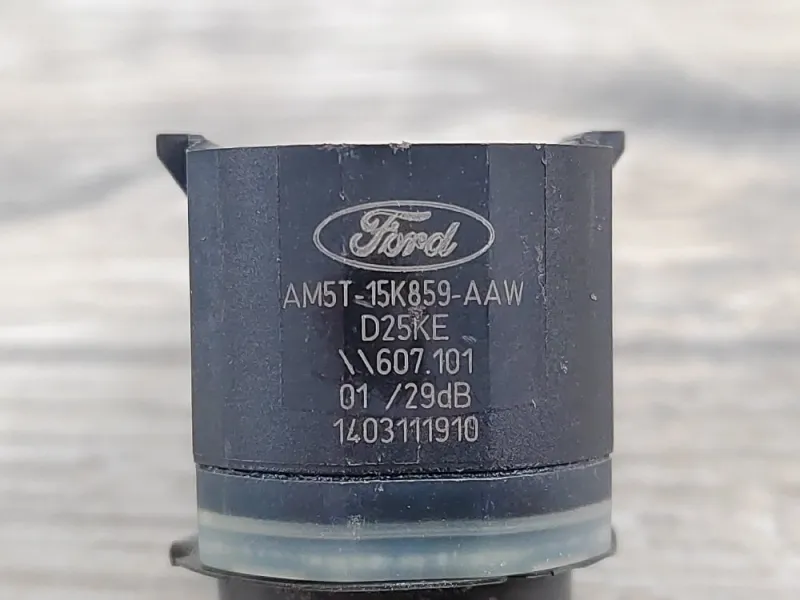 Ford
AM5T-15K859-AAW
D25KE
\\607.101
01 /29dB
1403111910